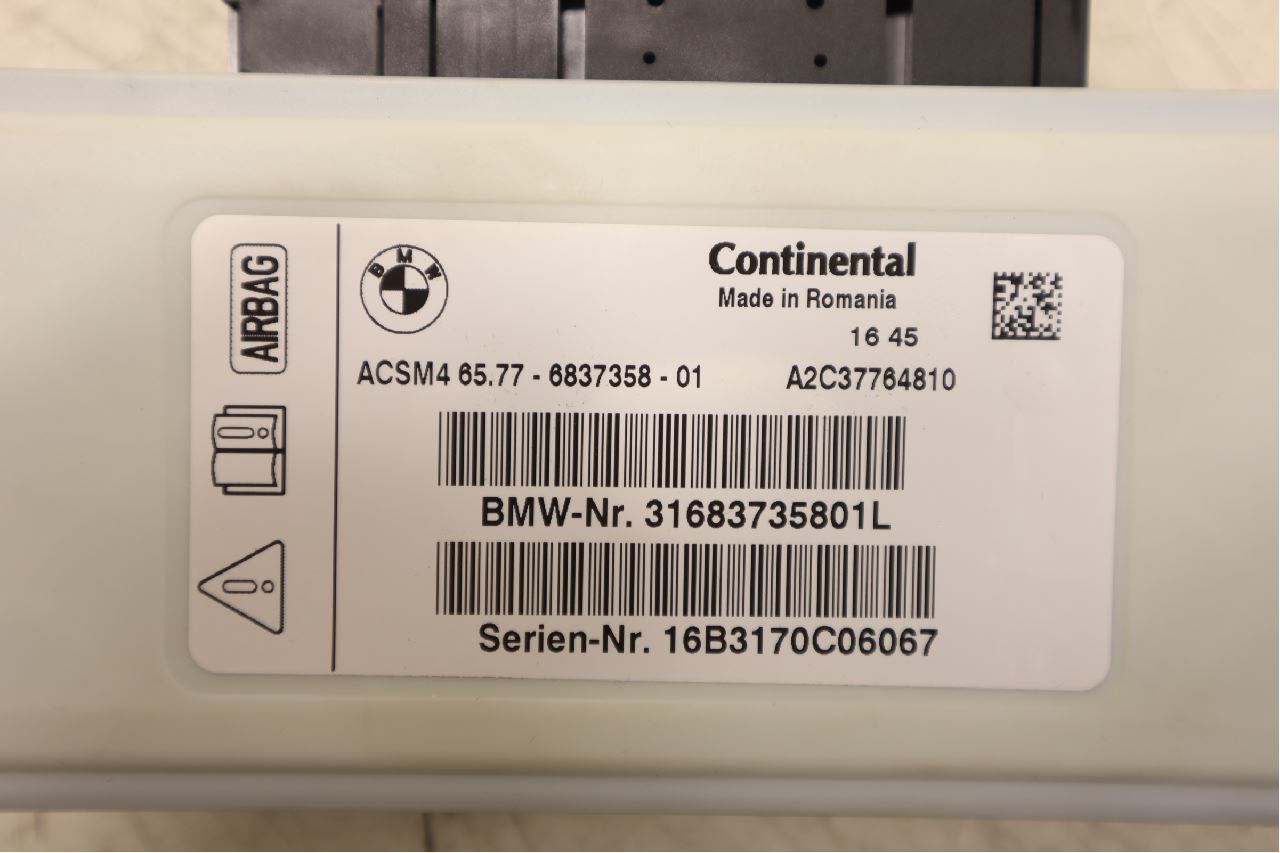 AIRBAG
BMW
Continental
Made in Romania
16 45
ACSM4 65.77 - 6837358 - 01 A2C37764810
BMW-Nr. 31683735801L
Serien-Nr. 16B3170C06067